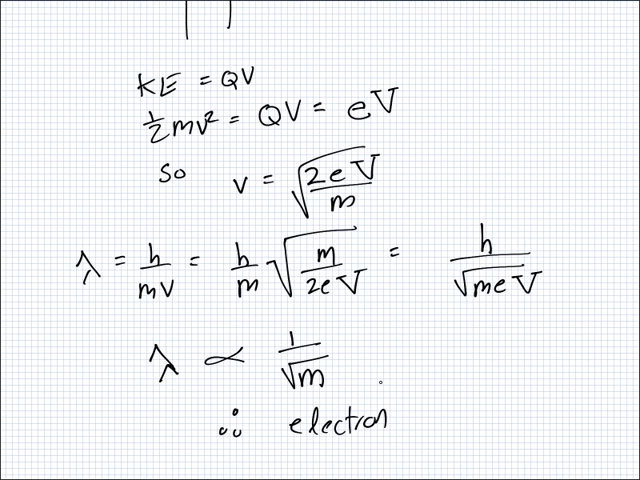 KE = QV
½mv² = QV = eV
so v = √(2eV/m)
λ = h/mv = h/m √(m/2eV) = h/√(meV)
λ ∝ 1/√m
∴ electron